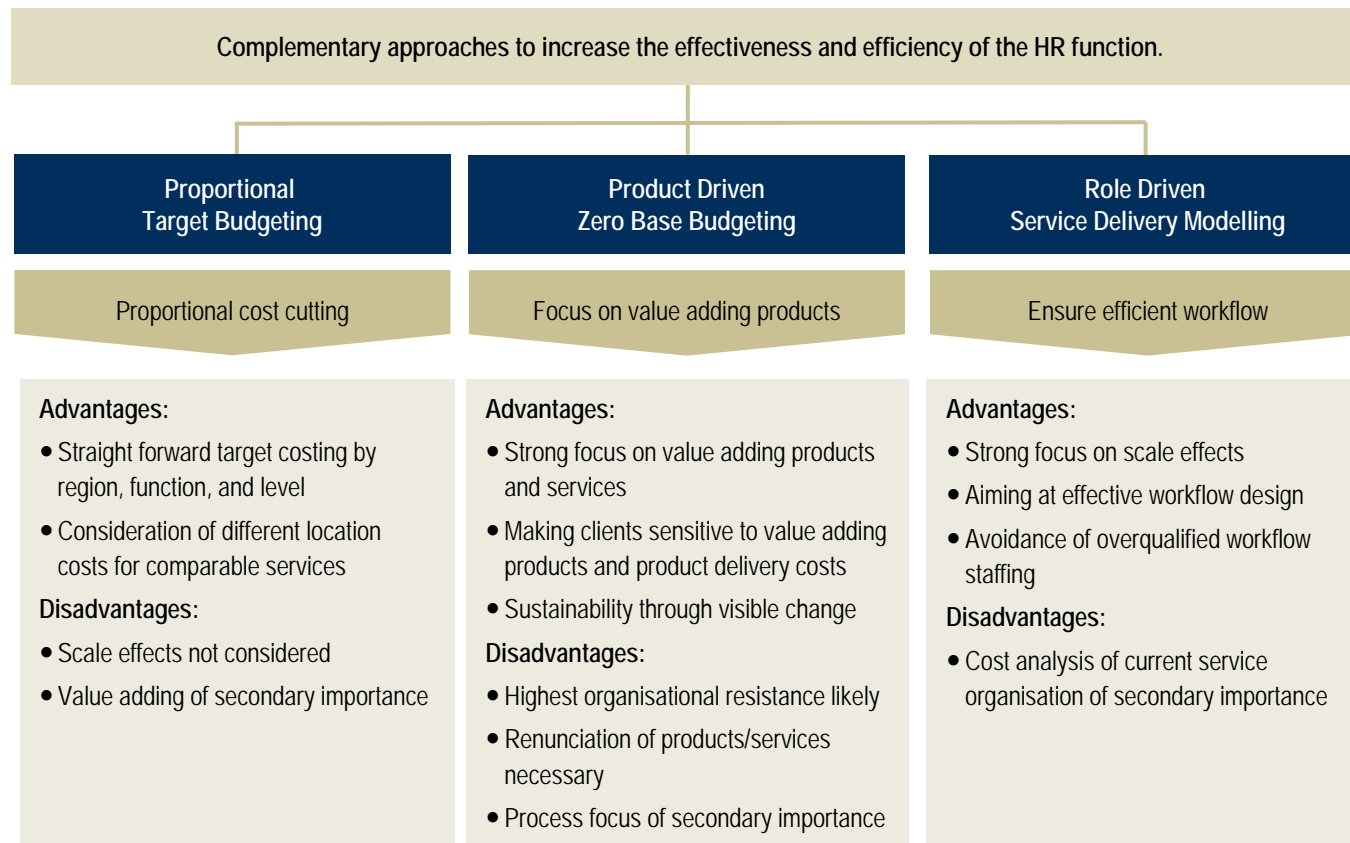 Complementary approaches to increase the effectiveness and efficiency of the HR function.
Proportional
Target Budgeting
Proportional cost cutting
Advantages:
• Straight forward target costing by
region, function, and level
• Consideration of different location
costs for comparable services
Disadvantages:
• Scale effects not considered
• Value adding of secondary importance
Product Driven
Zero Base Budgeting
Focus on value adding products
Advantages:
• Strong focus on value adding products
and services
• Making clients sensitive to value adding
products and product delivery costs
• Sustainability through visible change
Disadvantages:
• Highest organisational resistance likely
• Renunciation of products/services
necessary
• Process focus of secondary importance
Role Driven
Service Delivery Modelling
Ensure efficient workflow
Advantages:
• Strong focus on scale effects
• Aiming at effective workflow design
• Avoidance of overqualified workflow
staffing
Disadvantages:
• Cost analysis of current service
organisation of secondary importance